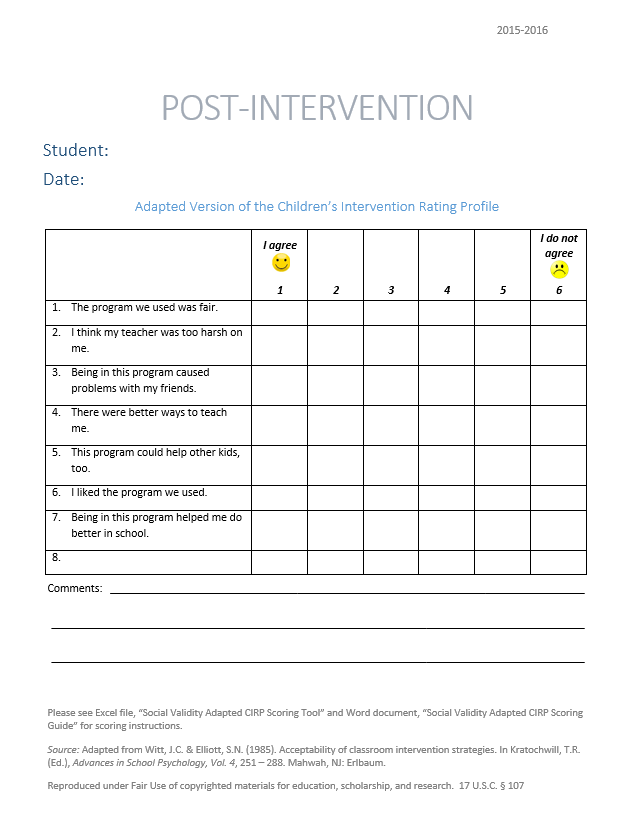 2015-2016
POST-INTERVENTION
Student:
Date:
Adapted Version of the Children's Intervention Rating Profile
I agree
1
2
3
4
5
I do not
agree
6
1. The program we used was fair.
2. I think my teacher was too harsh on
me.
3. Being in this program caused
problems with my friends.
4. There were better ways to teach
me.
5. This program could help other kids,
too.
6. I liked the program we used.
7. Being in this program helped me do
better in school.
8.
Comments:
Please see Excel file, “Social Validity Adapted CIRP Scoring Tool” and Word document, “Social Validity Adapted CIRP Scoring
Guide” for scoring instructions.
Source: Adapted from Witt, J.C. & Elliott, S.N. (1985). Acceptability of classroom intervention strategies. In Kratochwill, T.R.
(Ed.), Advances in School Psychology, Vol. 4, 251 – 288. Mahwah, NJ: Erlbaum.
Reproduced under Fair Use of copyrighted materials for education, scholarship, and research. 17 U.S.C. § 107